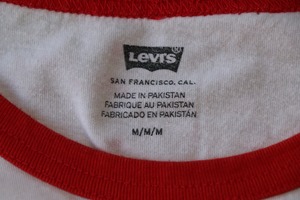 Levi's
SAN FRANCISCO, CAL.
MADE IN PAKISTAN
FABRIQUE AU PAKISTAN
FABRICADO EN PAKISTÁN
M/M/M